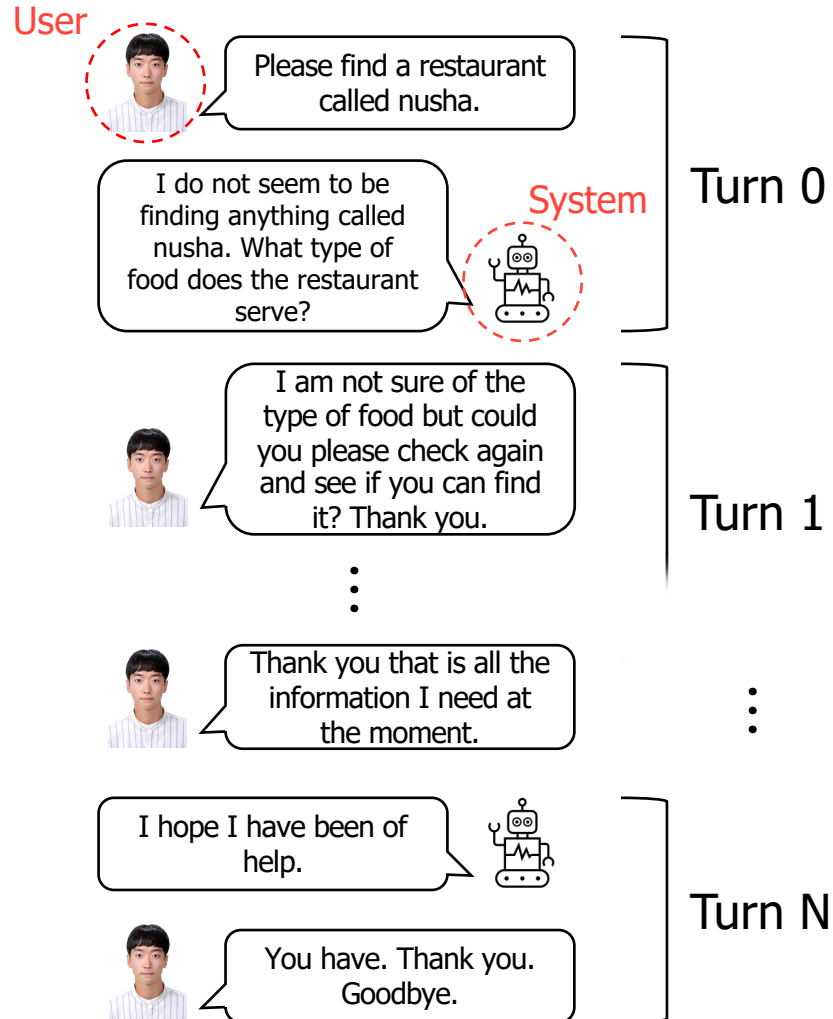 User
Please find a restaurant
called nusha.
Turn 0
I do not seem to be
finding anything called
nusha. What type of
food does the restaurant
serve?
System
I am not sure of the
type of food but could
you please check again
and see if you can find
it? Thank you.
Turn 1
Thank you that is all the
information I need at
the moment.
I hope I have been of
help.
Turn N
You have. Thank you.
Goodbye.